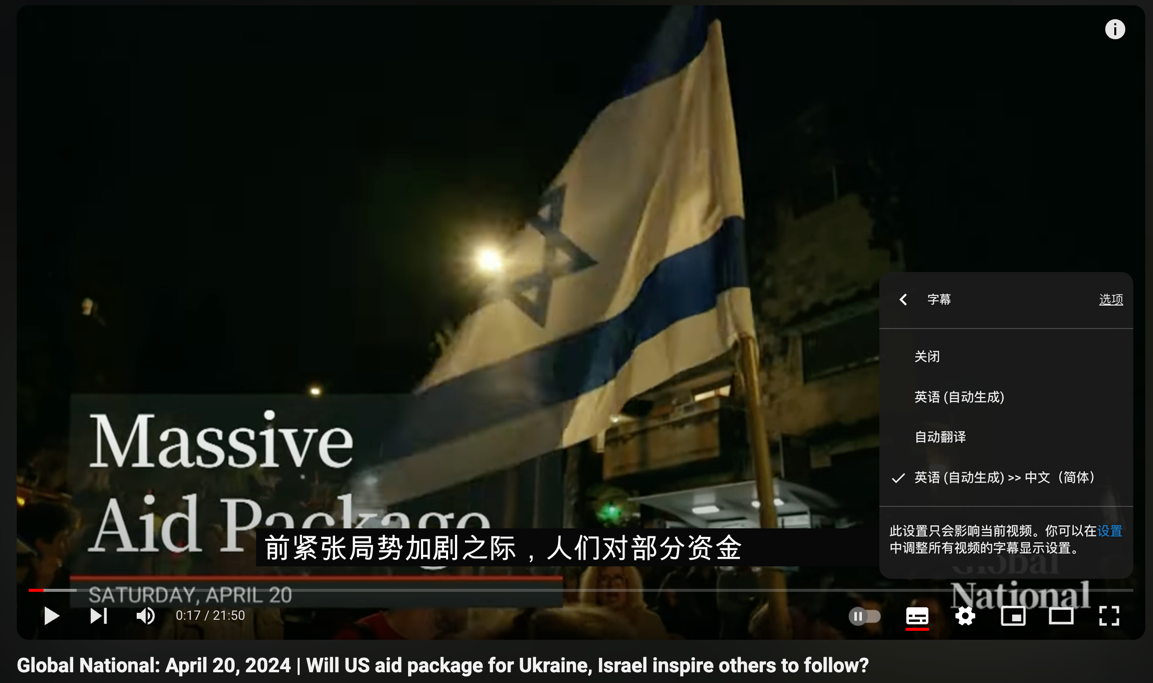 Massive
Aid Package
前紧张局势加剧之际，人们对部分资金
SATURDAY, APRIL 20
Global
National
字幕
选项
关闭
英语 (自动生成)
自动翻译
英语 (自动生成) >> 中文（简体）
此设置只会影响当前视频。你可以在设置
中调整所有视频的字幕显示设置。
0:17 / 21:50
Global National: April 20, 2024 | Will US aid package for Ukraine, Israel inspire others to follow?